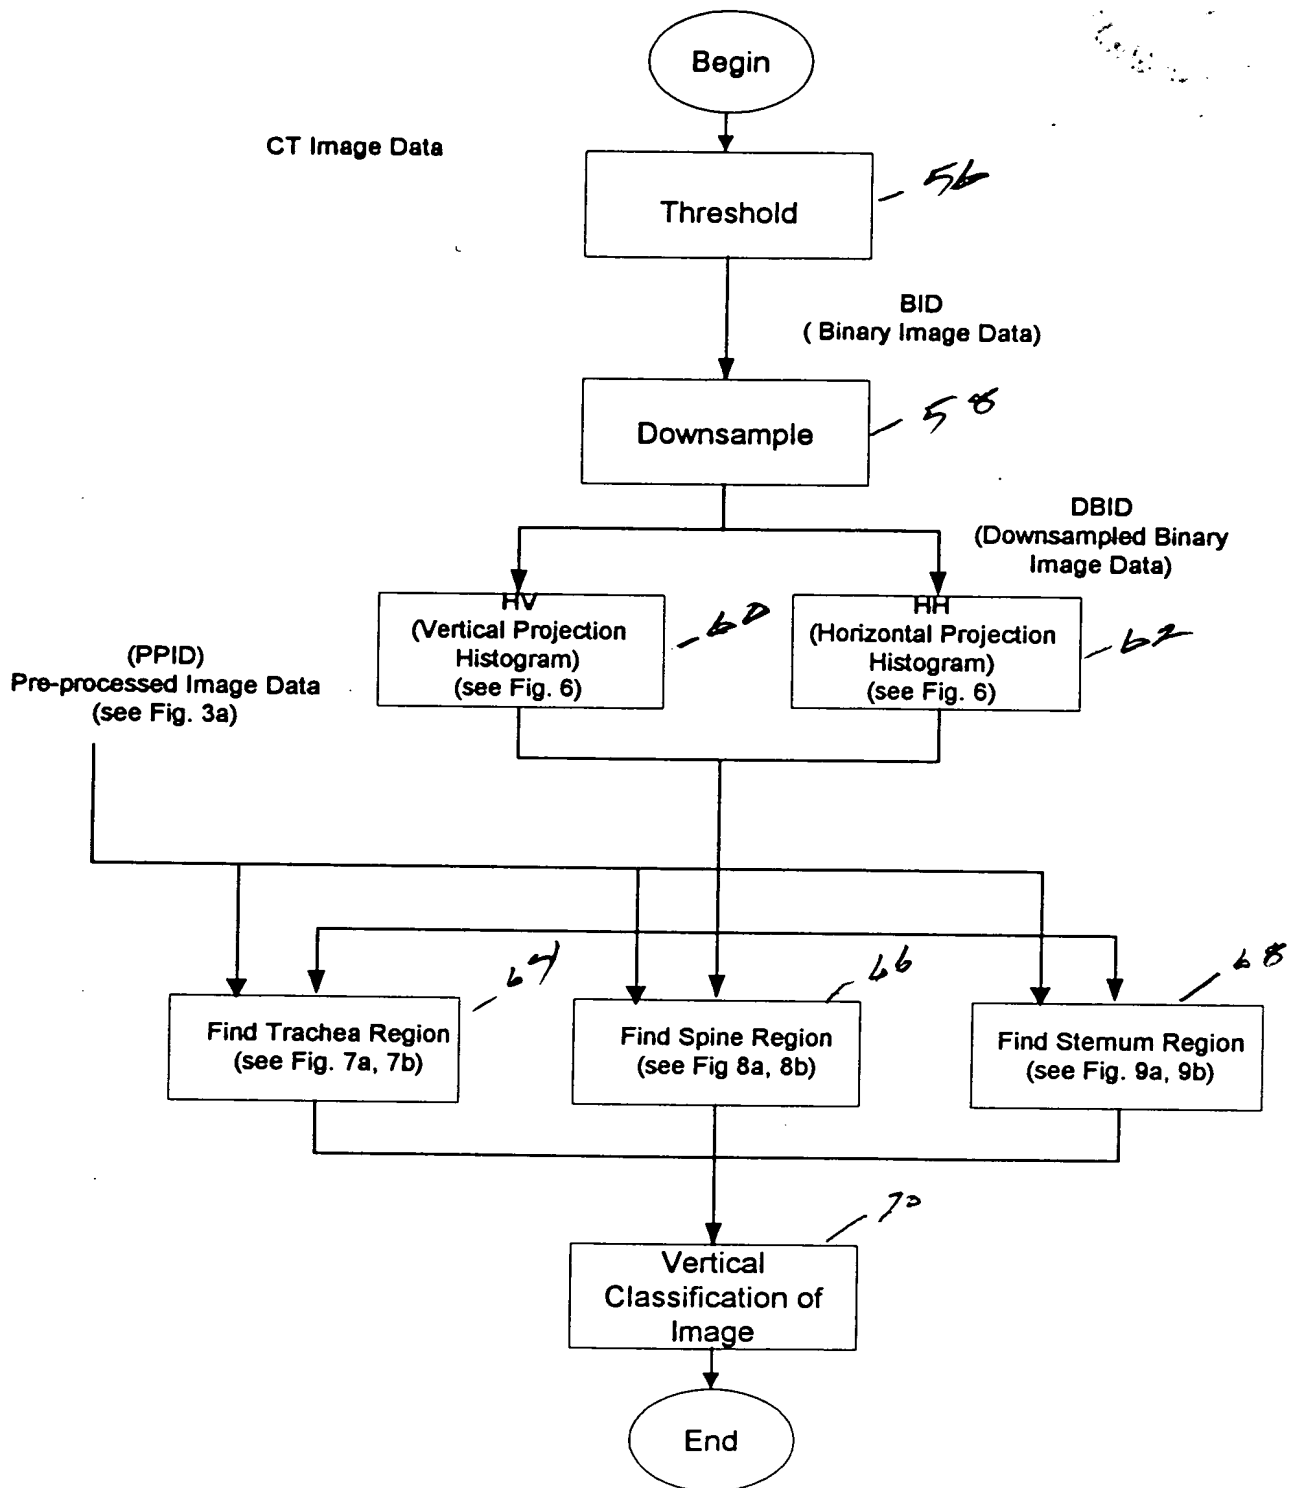 Begin
CT Image Data
Threshold
56
BID
( Binary Image Data)
Downsample
58
DBID
(Downsampled Binary
Image Data)
HV
(Vertical Projection
Histogram)
(see Fig. 6)
60
HH
(Horizontal Projection
Histogram)
(see Fig. 6)
62
(PPID)
Pre-processed Image Data
(see Fig. 3a)
Find Trachea Region
(see Fig. 7a, 7b)
64
Find Spine Region
(see Fig 8a, 8b)
66
Find Sternum Region
(see Fig. 9a, 9b)
68
Vertical
Classification of
Image
70
End